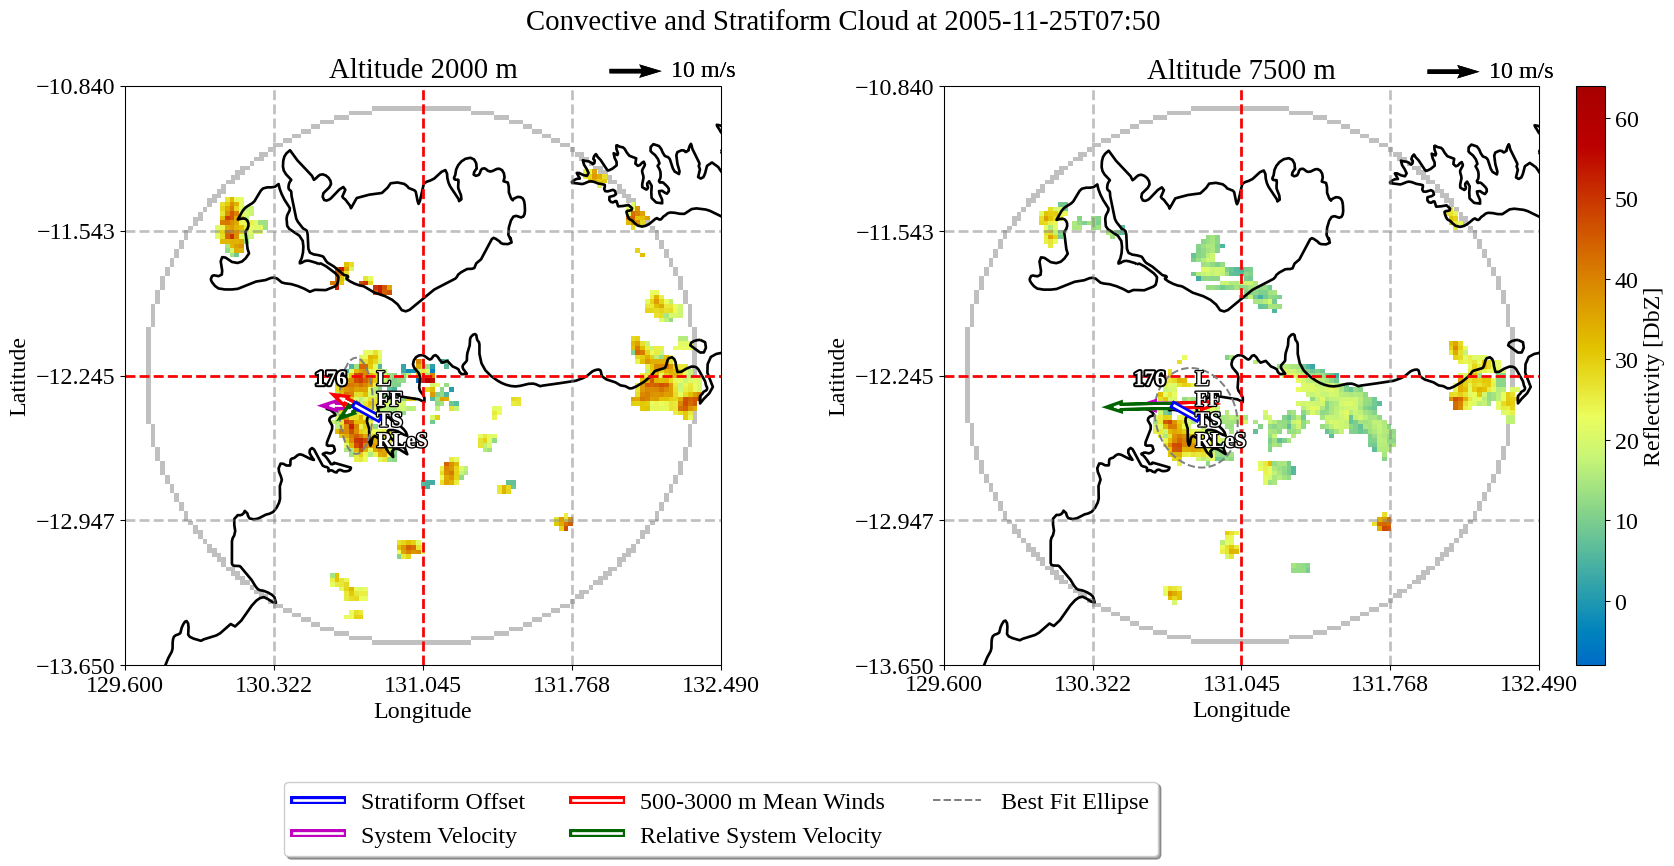 Convective and Stratiform Cloud at 2005-11-25T07:50
Altitude 2000 m
10 m/s
Altitude 7500 m
10 m/s
−10.840
−11.543
−12.245
−12.947
−13.650
Latitude
129.600 130.322 131.045 131.768 132.490
Longitude
176
L
FF
TS
RLeS
−10.840
−11.543
−12.245
−12.947
−13.650
Latitude
129.600 130.322 131.045 131.768 132.490
Longitude
176
L
FF
TS
RLeS
60
50
40
30
20
10
0
Reflectivity [DbZ]
Stratiform Offset
500-3000 m Mean Winds
Best Fit Ellipse
System Velocity
Relative System Velocity